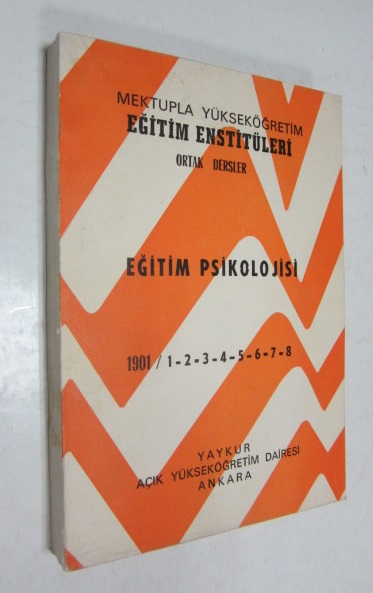 MEKTUPLA YÜKSEKÖĞRETİM
EĞİTİM ENSTİTÜLERİ
ORTAK DERSLER
EĞİTİM PSİKOLOJİSİ
1901 / 1-2-3-4-5-6-7-8
YAYKUR
AÇIK YÜKSEKÖĞRETİM DAİRESİ
ANKARA